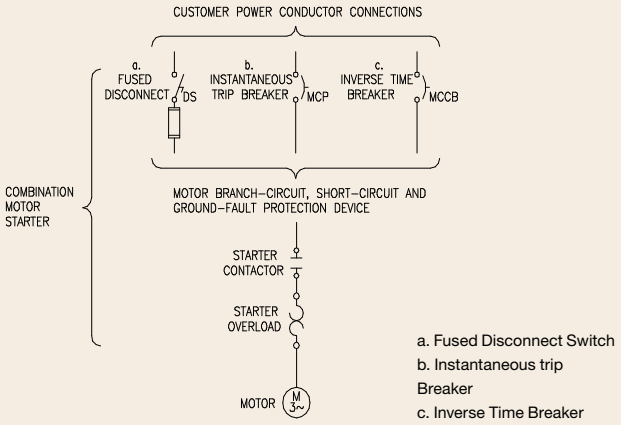 CUSTOMER POWER CONDUCTOR CONNECTIONS
a.
FUSED
DISCONNECT
DS
b.
INSTANTANEOUS
TRIP BREAKER
MCP
c.
INVERSE TIME
BREAKER
MCCB
COMBINATION
MOTOR
STARTER
MOTOR BRANCH-CIRCUIT, SHORT-CIRCUIT AND
GROUND-FAULT PROTECTION DEVICE
STARTER
CONTACTOR
STARTER
OVERLOAD
MOTOR
M
3~
a. Fused Disconnect Switch
b. Instantaneous trip
Breaker
c. Inverse Time Breaker